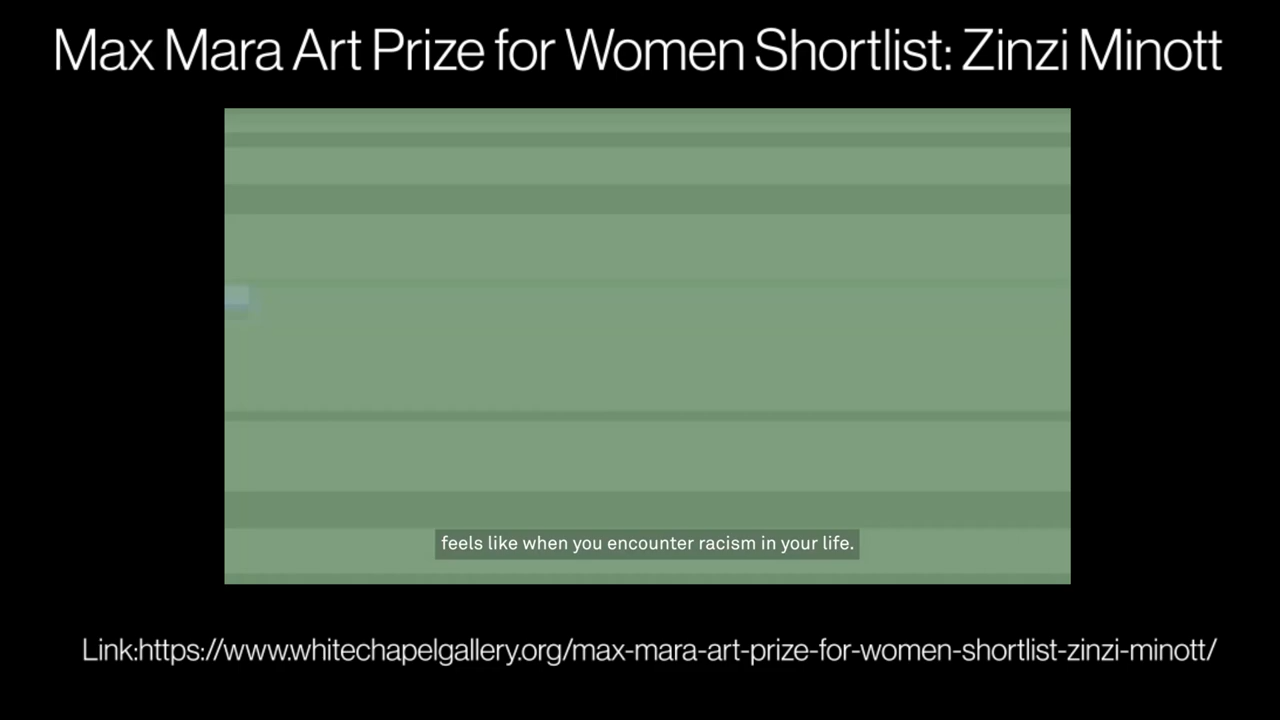 Max Mara Art Prize for Women Shortlist: Zinzi Minott
feels like when you encounter racism in your life.
Link:https://www.whitechapelgallery.org/max-mara-art-prize-for-women-shortlist-zinzi-minott/